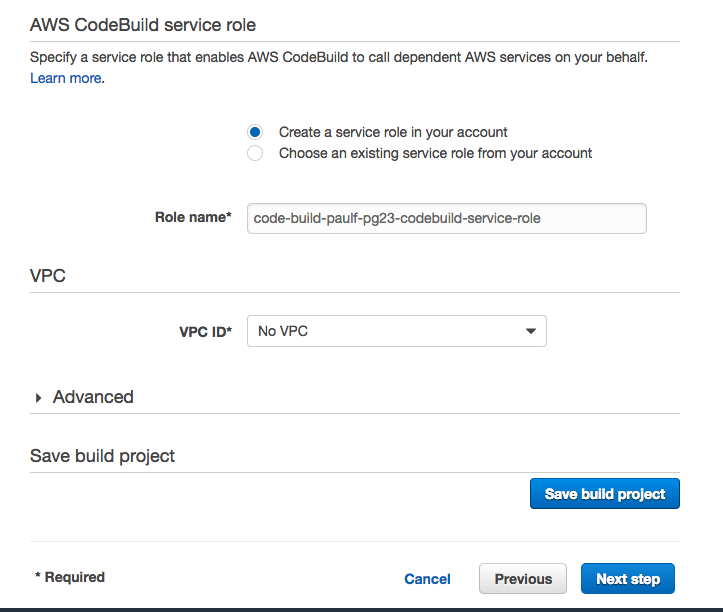 AWS CodeBuild service role
Specify a service role that enables AWS CodeBuild to call dependent AWS services on your behalf.
Learn more.
Create a service role in your account
Choose an existing service role from your account
Role name* code-build-paulf-pg23-codebuild-service-role
VPC
VPC ID* No VPC
Advanced
Save build project
Save build project
* Required Cancel Previous Next step